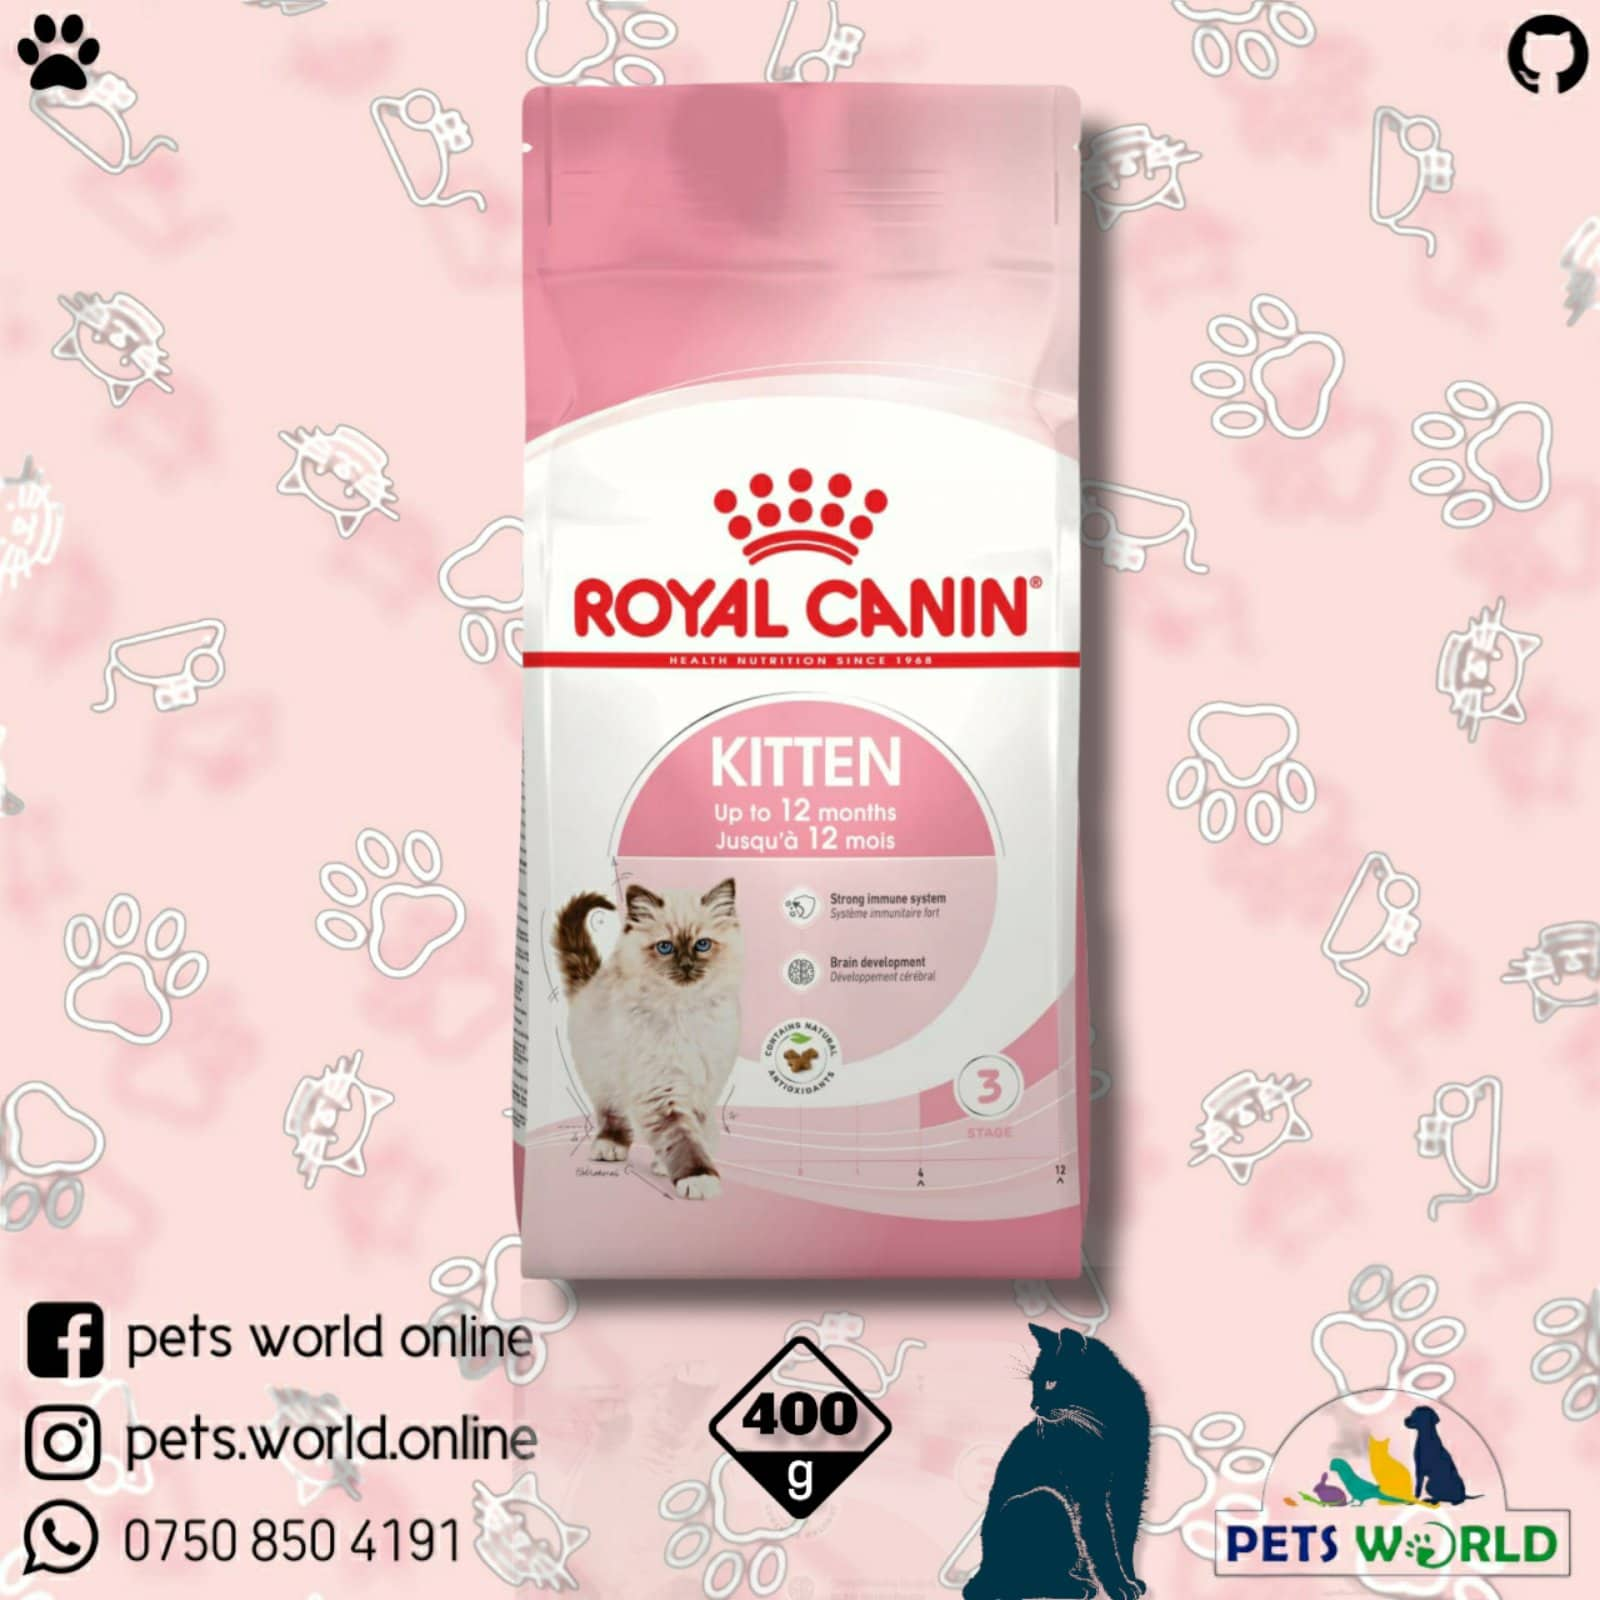 ROYAL CANIN®
HEALTH NUTRITION SINCE 1968
KITTEN
Up to 12 months
Jusqu'à 12 mois
Strong immune system
Système immunitaire fort
Brain development
Développement cérébral
CONTAINS NATURAL
ANTIOXIDANTS
3
STAGE
4
12
pets world online
pets.world.online
0750 850 4191
400
g
PETS WORLD